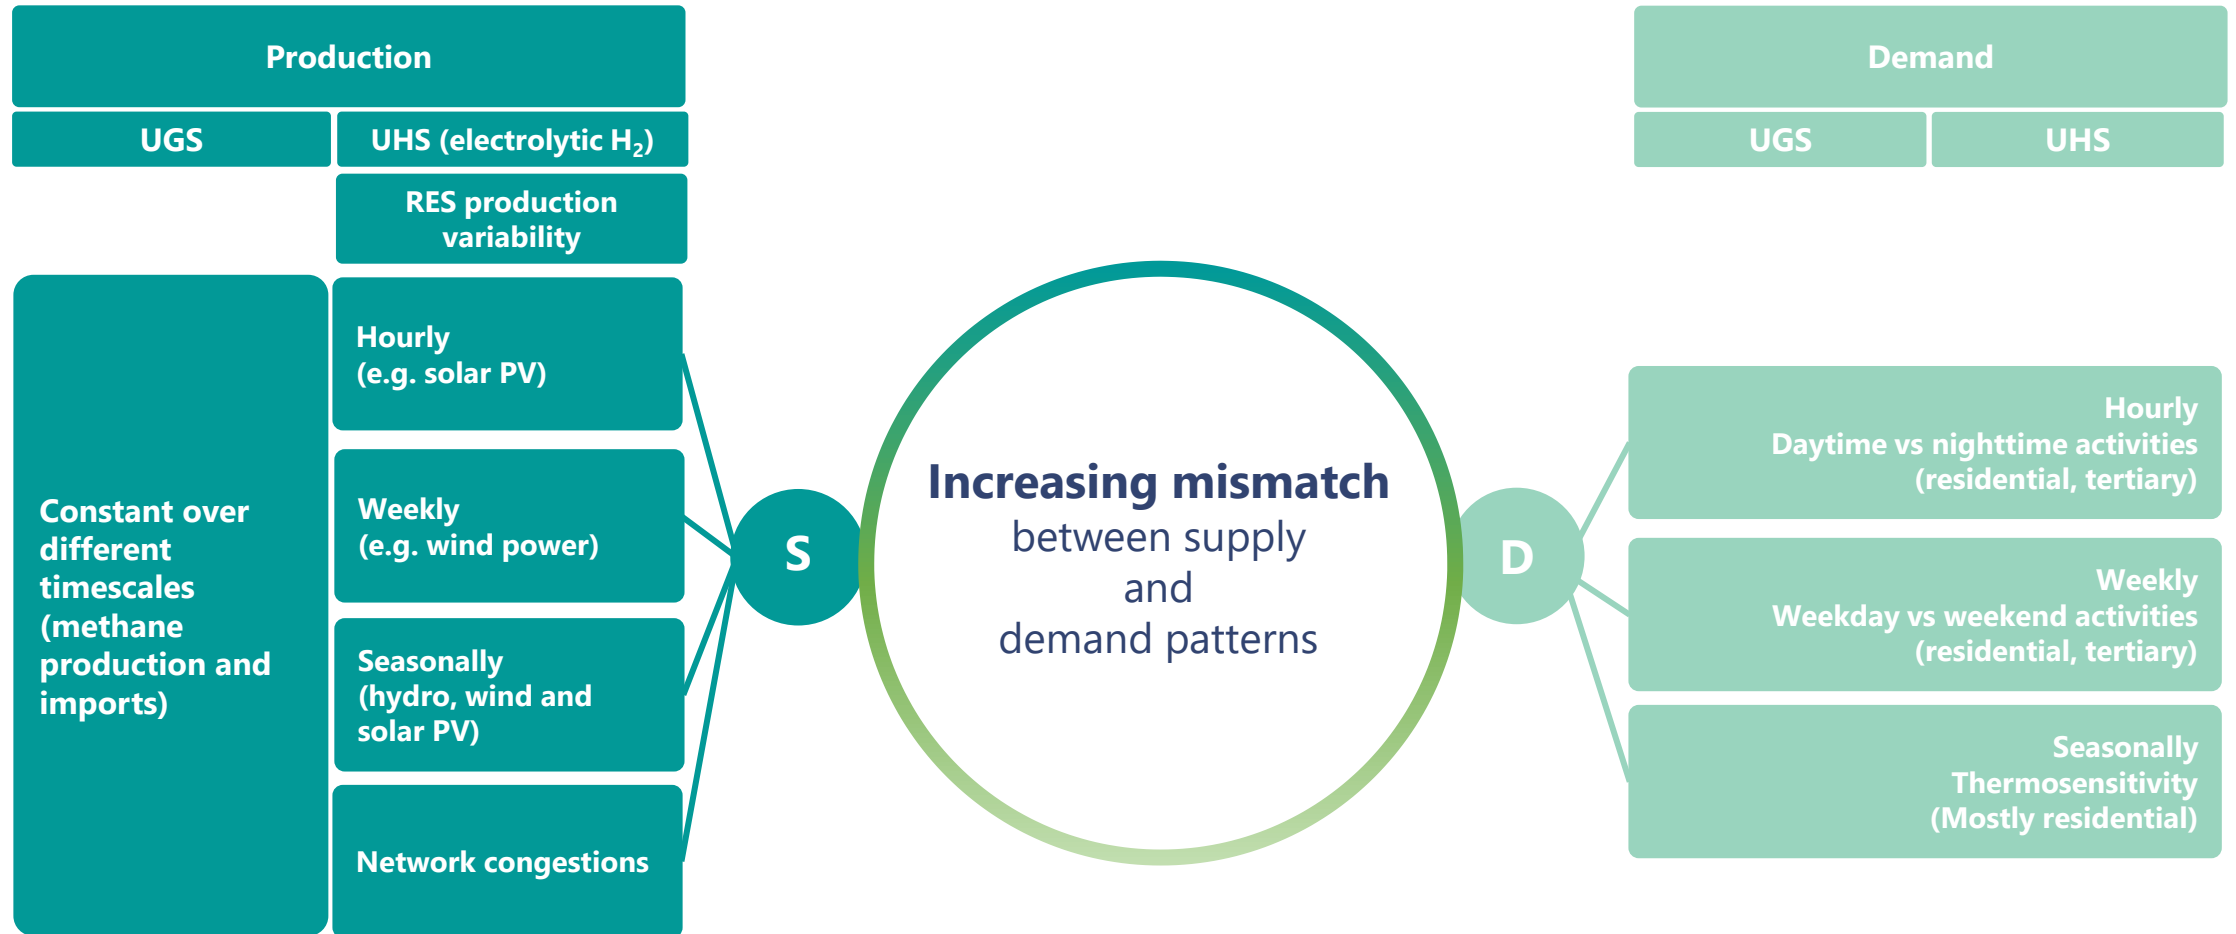 Production
UGS
UHS (electrolytic H₂)
RES production
variability
Constant over
different
timescales
(methane
production and
imports)
Hourly
(e.g. solar PV)
Weekly
(e.g. wind power)
Seasonally
(hydro, wind and
solar PV)
Network congestions
S
Increasing mismatch
between supply
and
demand patterns
D
Demand
UGS
UHS
Hourly
Daytime vs nighttime activities
(residential, tertiary)
Weekly
Weekday vs weekend activities
(residential, tertiary)
Seasonally
Thermosensitivity
(Mostly residential)